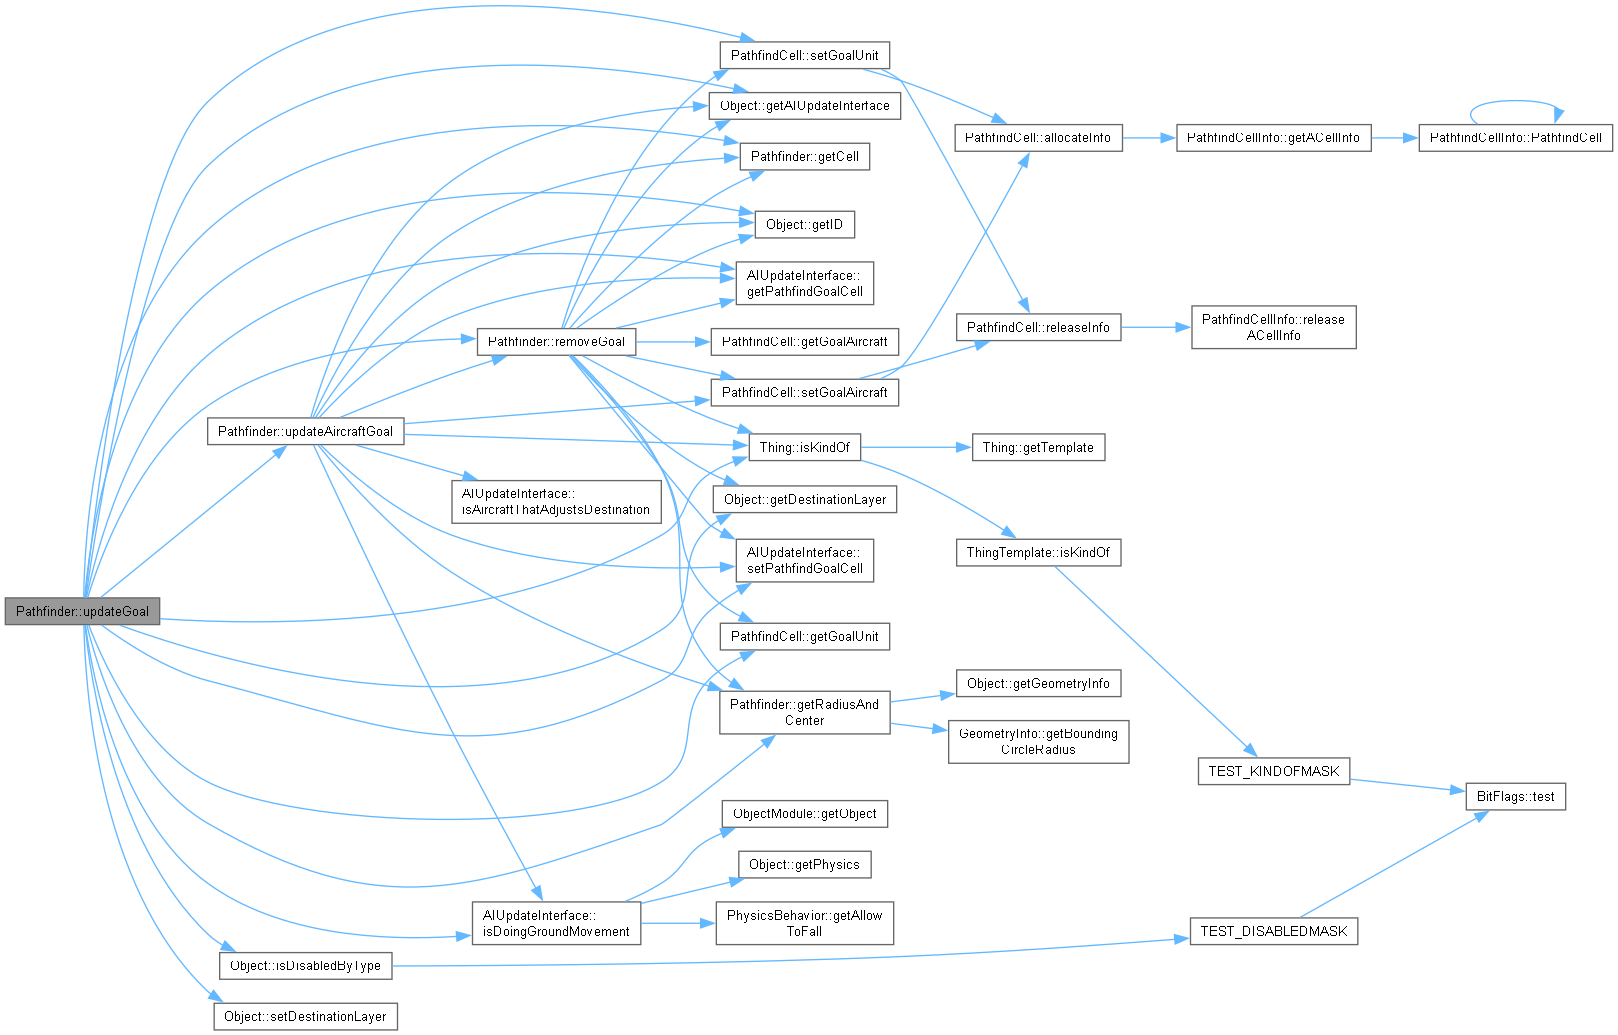 PathfindCell::setGoalUnit
Object::getAIUpdateInterface
PathfindCell::allocateInfo
PathfindCellInfo::getACellInfo
PathfindCellInfo::PathfindCell
Pathfinder::getCell
Object::getID
AIUpdateInterface::
getPathfindGoalCell
PathfindCell::releaseInfo
PathfindCellInfo::release
ACellInfo
Pathfinder::removeGoal
PathfindCell::getGoalAircraft
PathfindCell::setGoalAircraft
Pathfinder::updateAircraftGoal
Thing::isKindOf
Thing::getTemplate
AIUpdateInterface::
isAircraftThatAdjustsDestination
Object::getDestinationLayer
ThingTemplate::isKindOf
AIUpdateInterface::
setPathfindGoalCell
Pathfinder::updateGoal
PathfindCell::getGoalUnit
Object::getGeometryInfo
Pathfinder::getRadiusAnd
Center
GeometryInfo::getBounding
CircleRadius
TEST_KINDOFMASK
BitFlags::test
ObjectModule::getObject
Object::getPhysics
AIUpdateInterface::
isDoingGroundMovement
PhysicsBehavior::getAllow
ToFall
TEST_DISABLEDMASK
Object::isDisabledByType
Object::setDestinationLayer